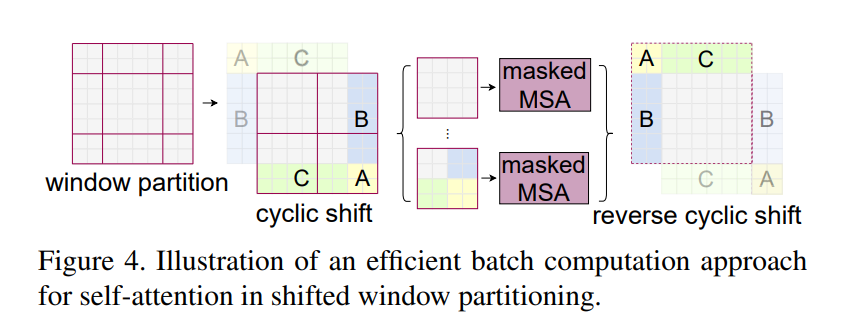 A C
B
B
C A
window partition
cyclic shift
masked
MSA
...
masked
MSA
A C
B
B
C A
reverse cyclic shift
Figure 4. Illustration of an efficient batch computation approach
for self-attention in shifted window partitioning.